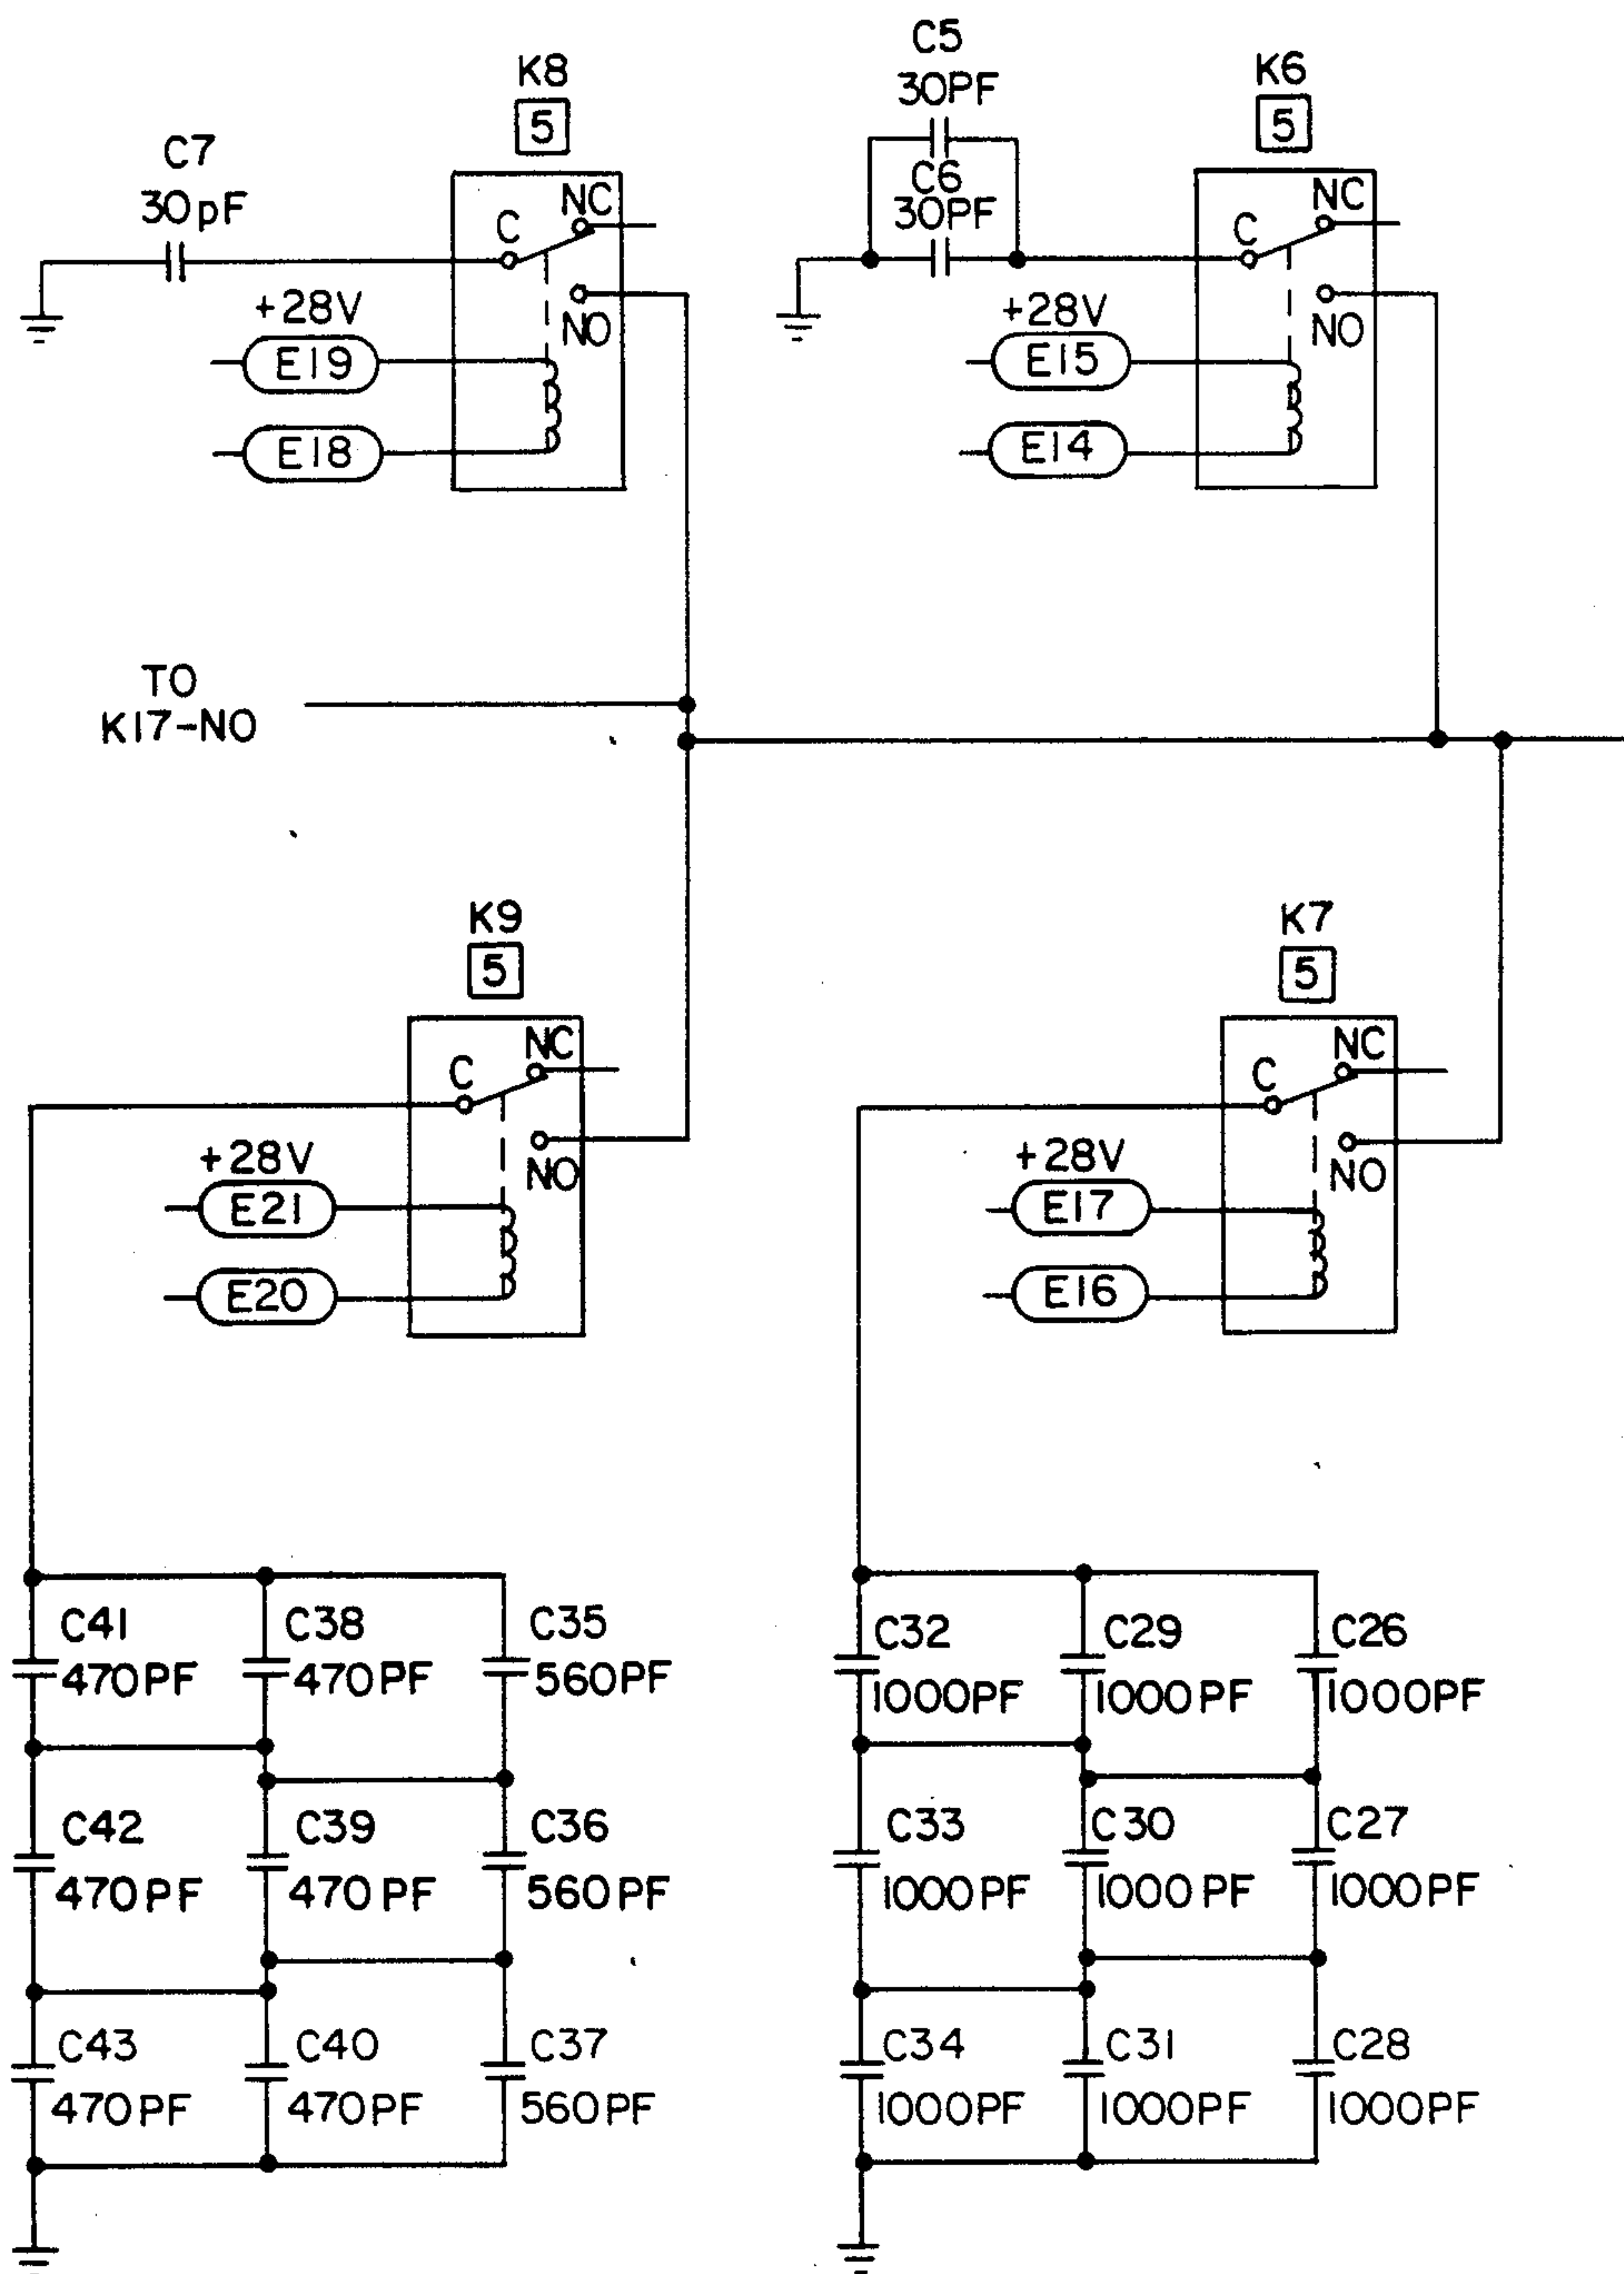 C7
30pF
K8
5
C
NC
NO
+28V
E19
E18
C5
30PF
C6
30PF
K6
5
C
NC
NO
+28V
E15
E14
TO
K17-NO
K9
5
C
NC
NO
+28V
E21
E20
K7
5
C
NC
NO
+28V
E17
E16
C41
470PF
C38
470PF
C35
560PF
C42
470PF
C39
470PF
C36
560PF
C43
470PF
C40
470PF
C37
560PF
C32
1000PF
C29
1000PF
C26
1000PF
C33
1000PF
C30
1000PF
C27
1000PF
C34
1000PF
C31
1000PF
C28
1000PF